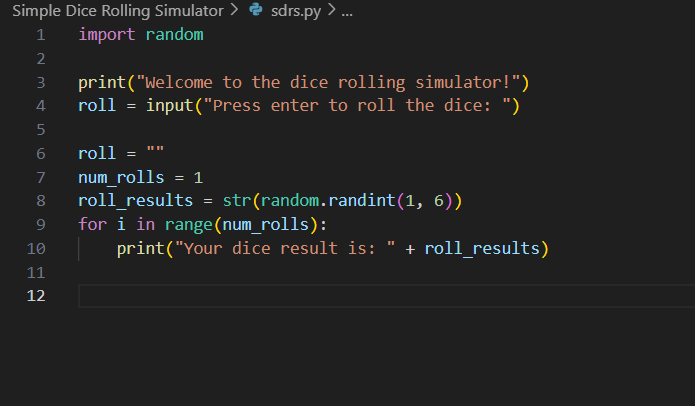 Simple Dice Rolling Simulator > sdrs.py > ...
1 import random
2
3 print("Welcome to the dice rolling simulator!")
4 roll = input("Press enter to roll the dice: ")
5
6 roll = ""
7 num_rolls = 1
8 roll_results = str(random.randint(1, 6))
9 for i in range(num_rolls):
10     print("Your dice result is: " + roll_results)
11
12